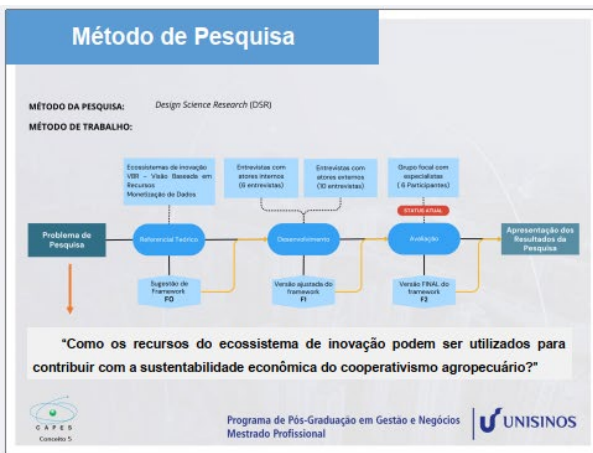 Método de Pesquisa
MÉTODO DA PESQUISA: Design Science Research (DSR)
MÉTODO DE TRABALHO:
Ecossistemas de inovação
VBR – Visão Baseada em
Recursos
Monetização de Dados
Entrevistas com
atores internos
(6 entrevistas)
Entrevistas com
atores externos
(10 entrevistas)
Grupo focal com
especialistas
( 6 Participantes)
STATUS ATUAL
Problema de
Pesquisa
Referencial Teórico
Desenvolvimento
Avaliação
Apresentação dos
Resultados da
Pesquisa
Sugestão de
Framework
F0
Versão ajustada do
framework
F1
Versão FINAL do
framework
F2
“Como os recursos do ecossistema de inovação podem ser utilizados para
contribuir com a sustentabilidade econômica do cooperativismo agropecuário?”
CAPES
Conceito 5
Programa de Pós-Graduação em Gestão e Negócios
Mestrado Profissional
UNISINOS